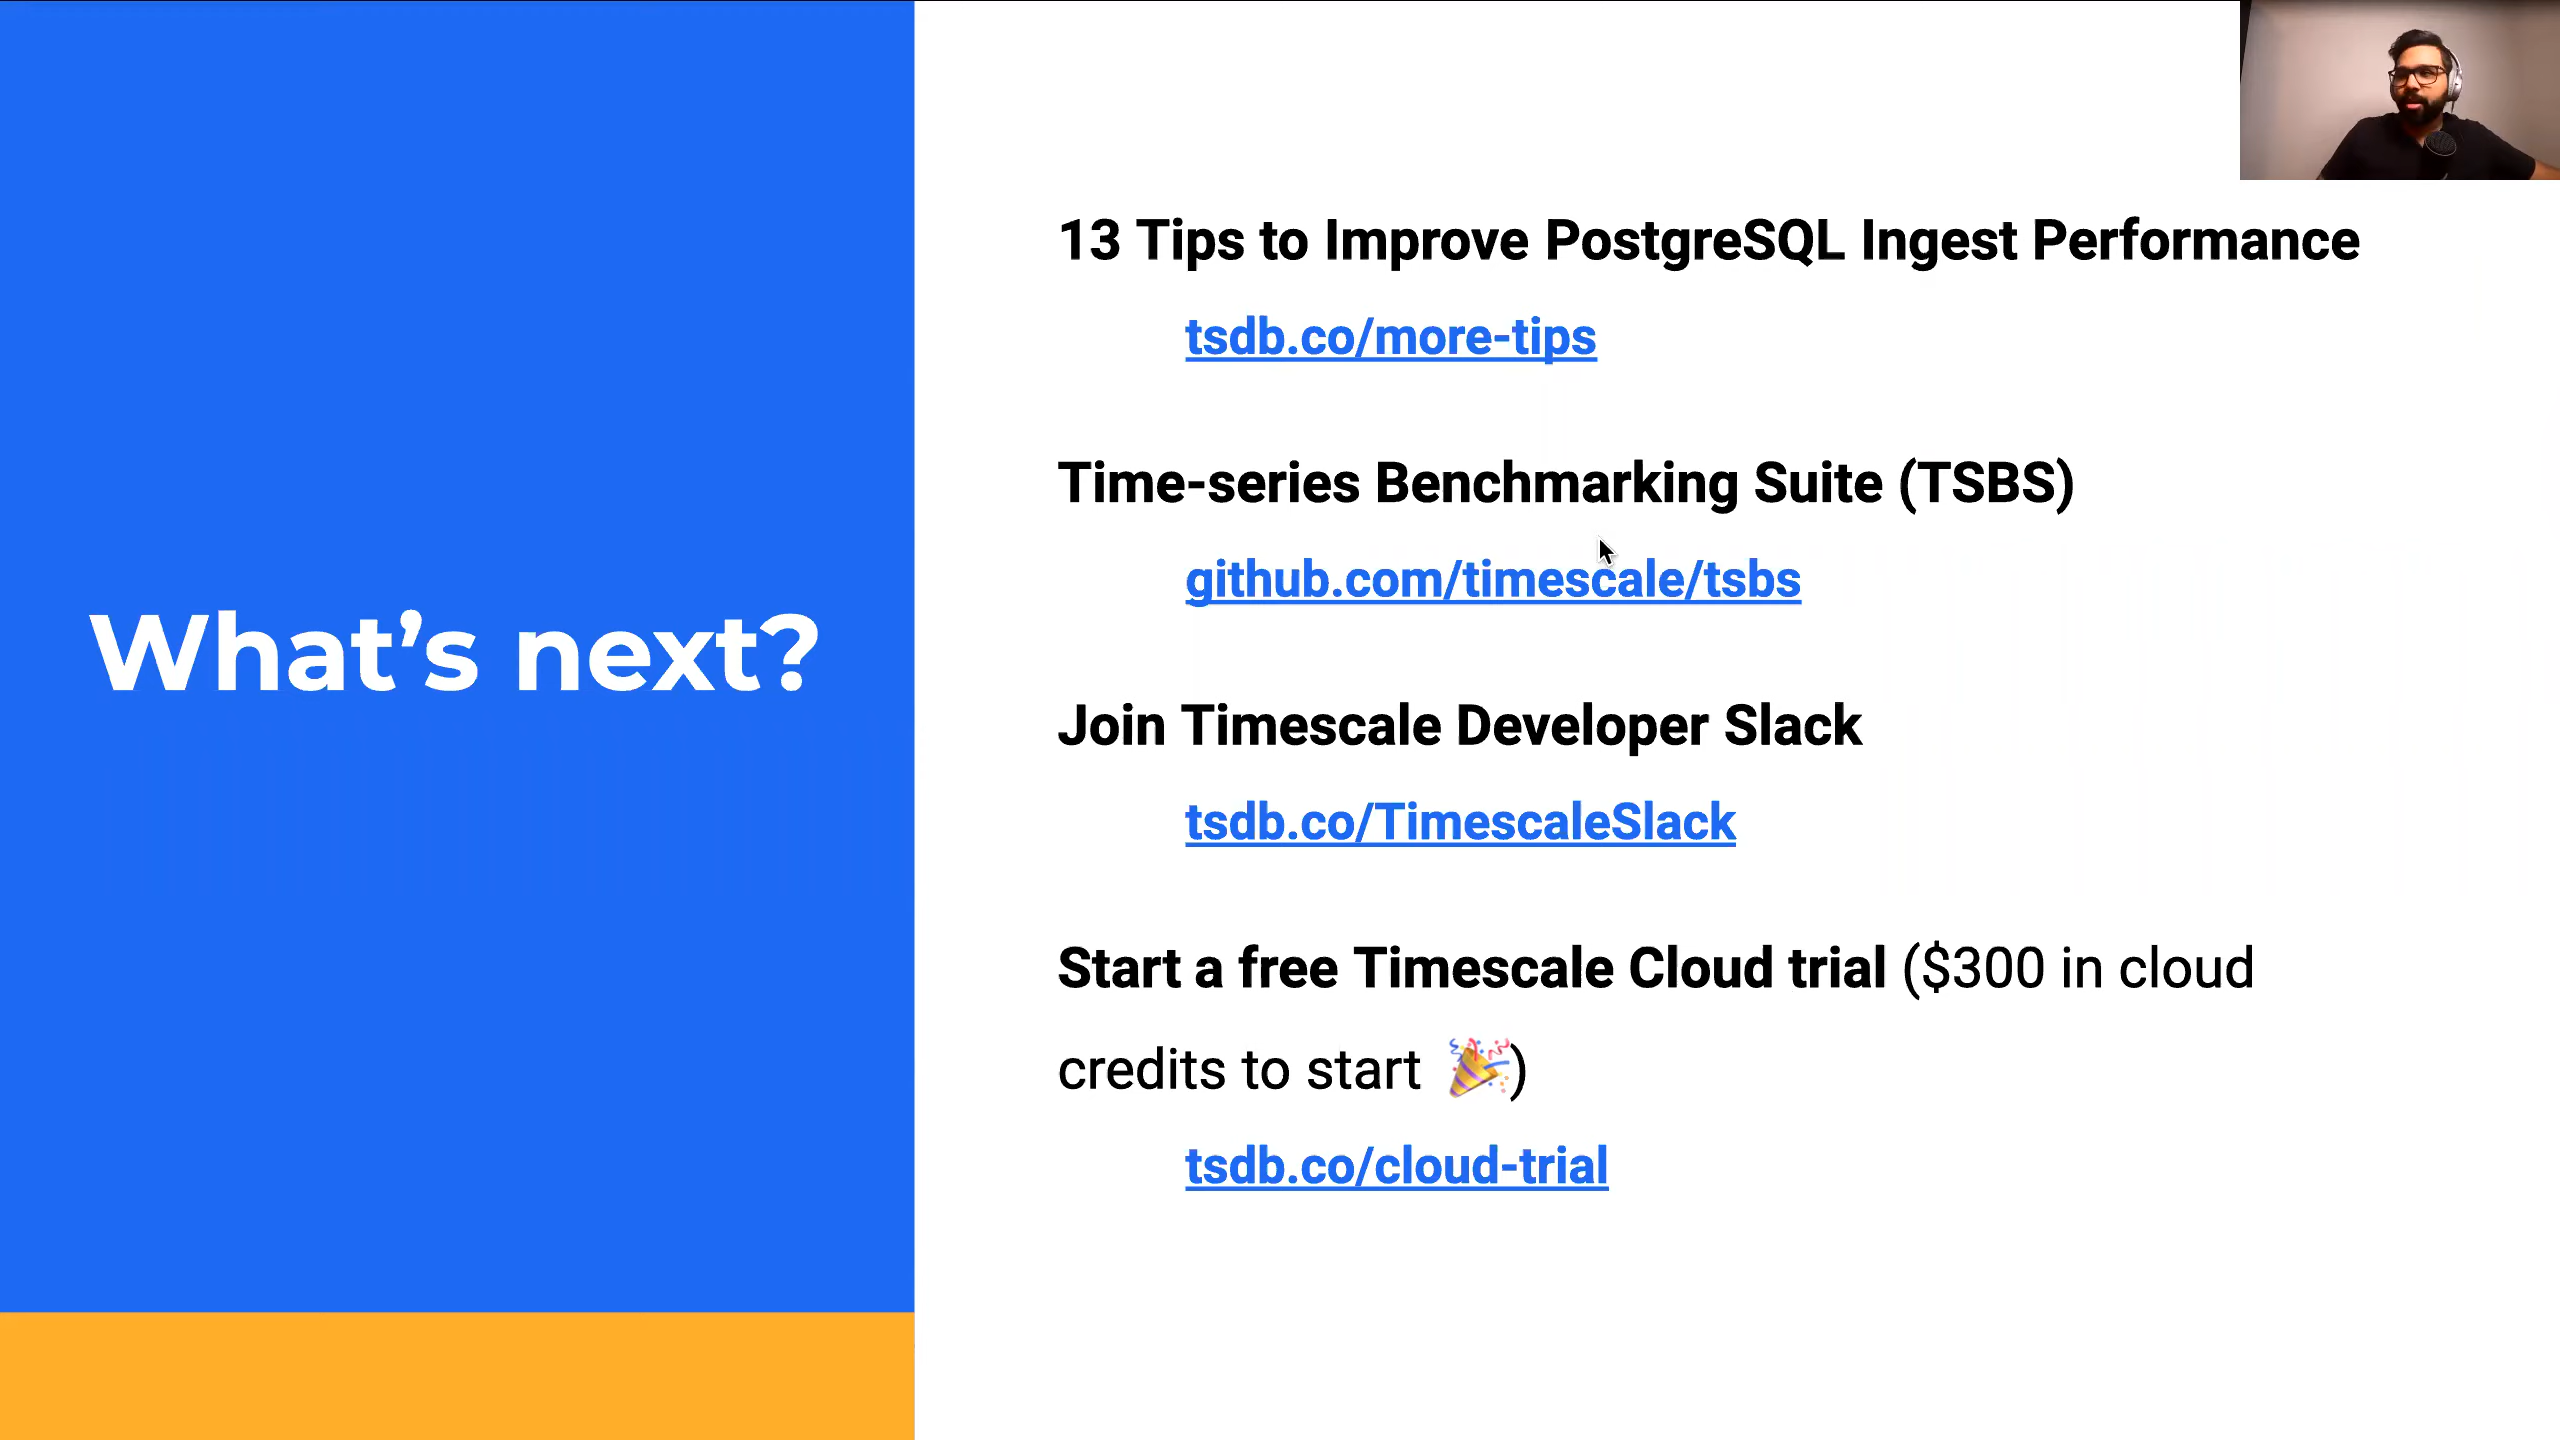 What’s next?
13 Tips to Improve PostgreSQL Ingest Performance
tsdb.co/more-tips
Time-series Benchmarking Suite (TSBS)
github.com/timescale/tsbs
Join Timescale Developer Slack
tsdb.co/TimescaleSlack
Start a free Timescale Cloud trial ($300 in cloud
credits to start 🎉)
tsdb.co/cloud-trial